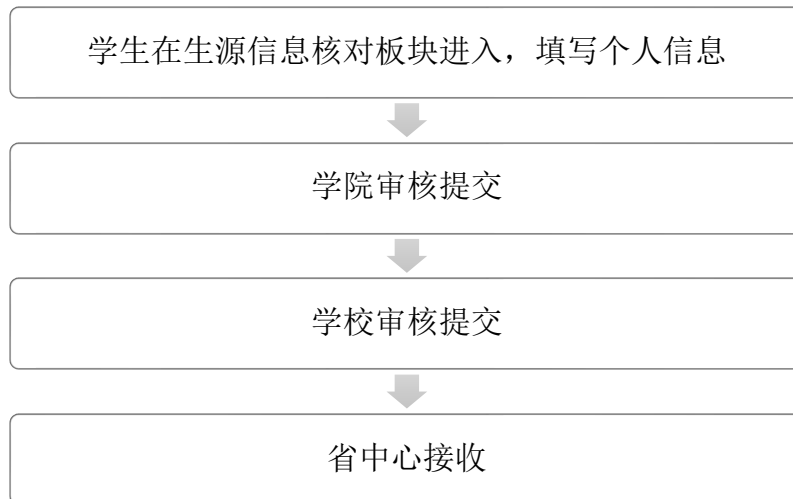 学生在生源信息核对板块进入，填写个人信息
学院审核提交
学校审核提交
省中心接收